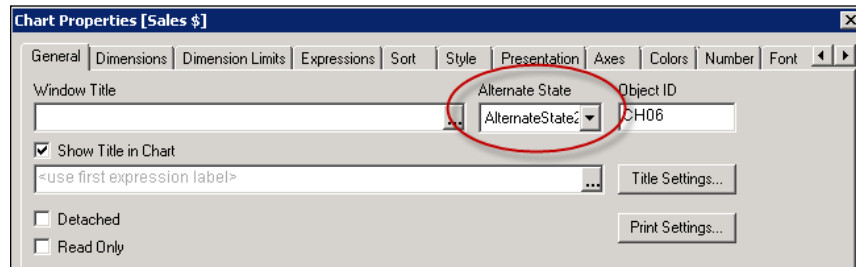 Chart Properties [Sales $]
General Dimensions Dimension Limits Expressions Sort Style Presentation Axes Colors Number Font
Window Title Alternate State Object ID
... AlternateState2 CH06
Show Title in Chart
<use first expression label> ... Title Settings...
Detached
Print Settings...
Read Only